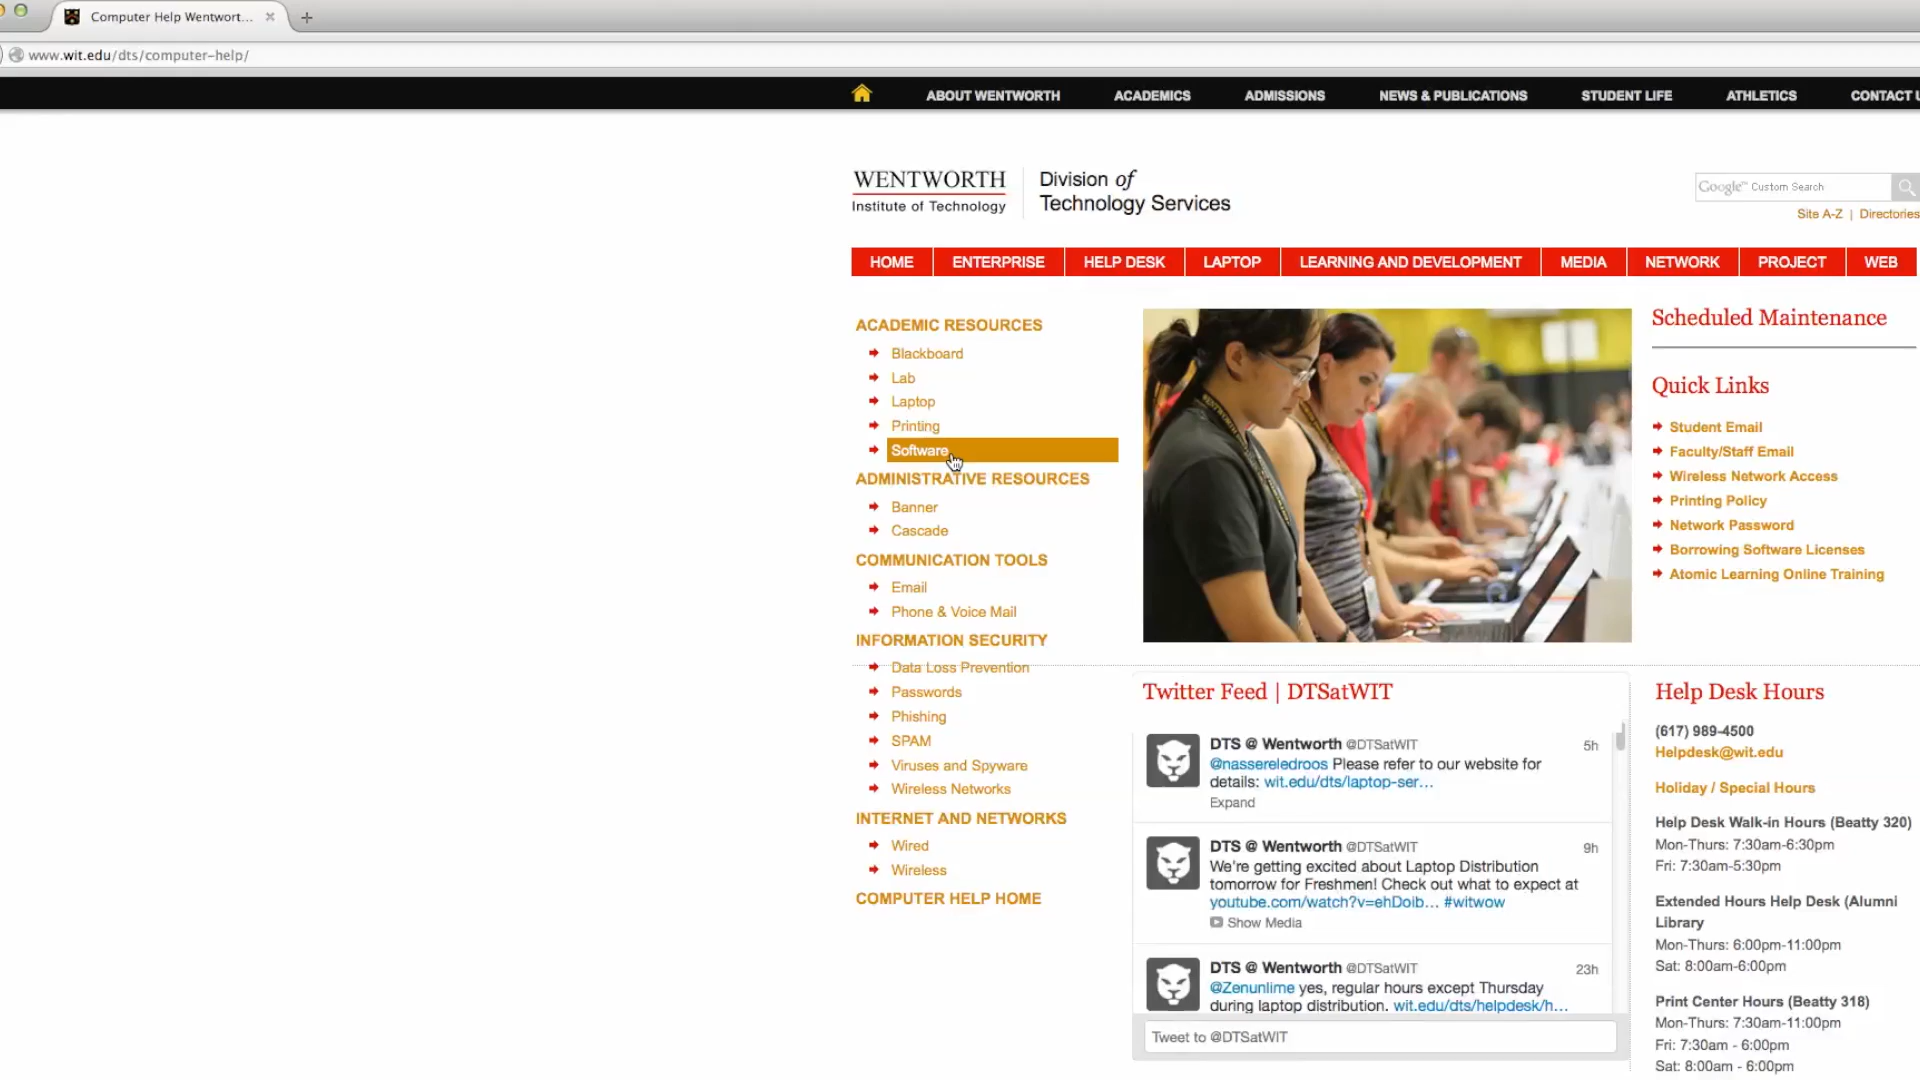 Computer Help Wentwort...
www.wit.edu/dts/computer-help/
ABOUT WENTWORTH ACADEMICS ADMISSIONS NEWS & PUBLICATIONS STUDENT LIFE ATHLETICS CONTACT U
WENTWORTH
Institute of Technology
Division of
Technology Services
Google™ Custom Search
Site A-Z | Directories
HOME ENTERPRISE HELP DESK LAPTOP LEARNING AND DEVELOPMENT MEDIA NETWORK PROJECT WEB
ACADEMIC RESOURCES
Blackboard
Lab
Laptop
Printing
Software
ADMINISTRATIVE RESOURCES
Banner
Cascade
COMMUNICATION TOOLS
Email
Phone & Voice Mail
INFORMATION SECURITY
Data Loss Prevention
Passwords
Phishing
SPAM
Viruses and Spyware
Wireless Networks
INTERNET AND NETWORKS
Wired
Wireless
COMPUTER HELP HOME
Scheduled Maintenance
Quick Links
Student Email
Faculty/Staff Email
Wireless Network Access
Printing Policy
Network Password
Borrowing Software Licenses
Atomic Learning Online Training
Twitter Feed | DTSatWIT
DTS @ Wentworth @DTSatWIT 5h
@nassereledroos Please refer to our website for
details: wit.edu/dts/laptop-ser...
Expand
DTS @ Wentworth @DTSatWIT 9h
We're getting excited about Laptop Distribution
tomorrow for Freshmen! Check out what to expect at
youtube.com/watch?v=ehDoib... #witwow
Show Media
DTS @ Wentworth @DTSatWIT 23h
@Zenunlime yes, regular hours except Thursday
during laptop distribution. wit.edu/dts/helpdesk/h...
Tweet to @DTSatWIT
Help Desk Hours
(617) 989-4500
Helpdesk@wit.edu
Holiday / Special Hours
Help Desk Walk-in Hours (Beatty 320)
Mon-Thurs: 7:30am-6:30pm
Fri: 7:30am-5:30pm
Extended Hours Help Desk (Alumni
Library
Mon-Thurs: 6:00pm-11:00pm
Sat: 8:00am-6:00pm
Print Center Hours (Beatty 318)
Mon-Thurs: 7:30am-11:00pm
Fri: 7:30am - 6:00pm
Sat: 8:00am - 6:00pm